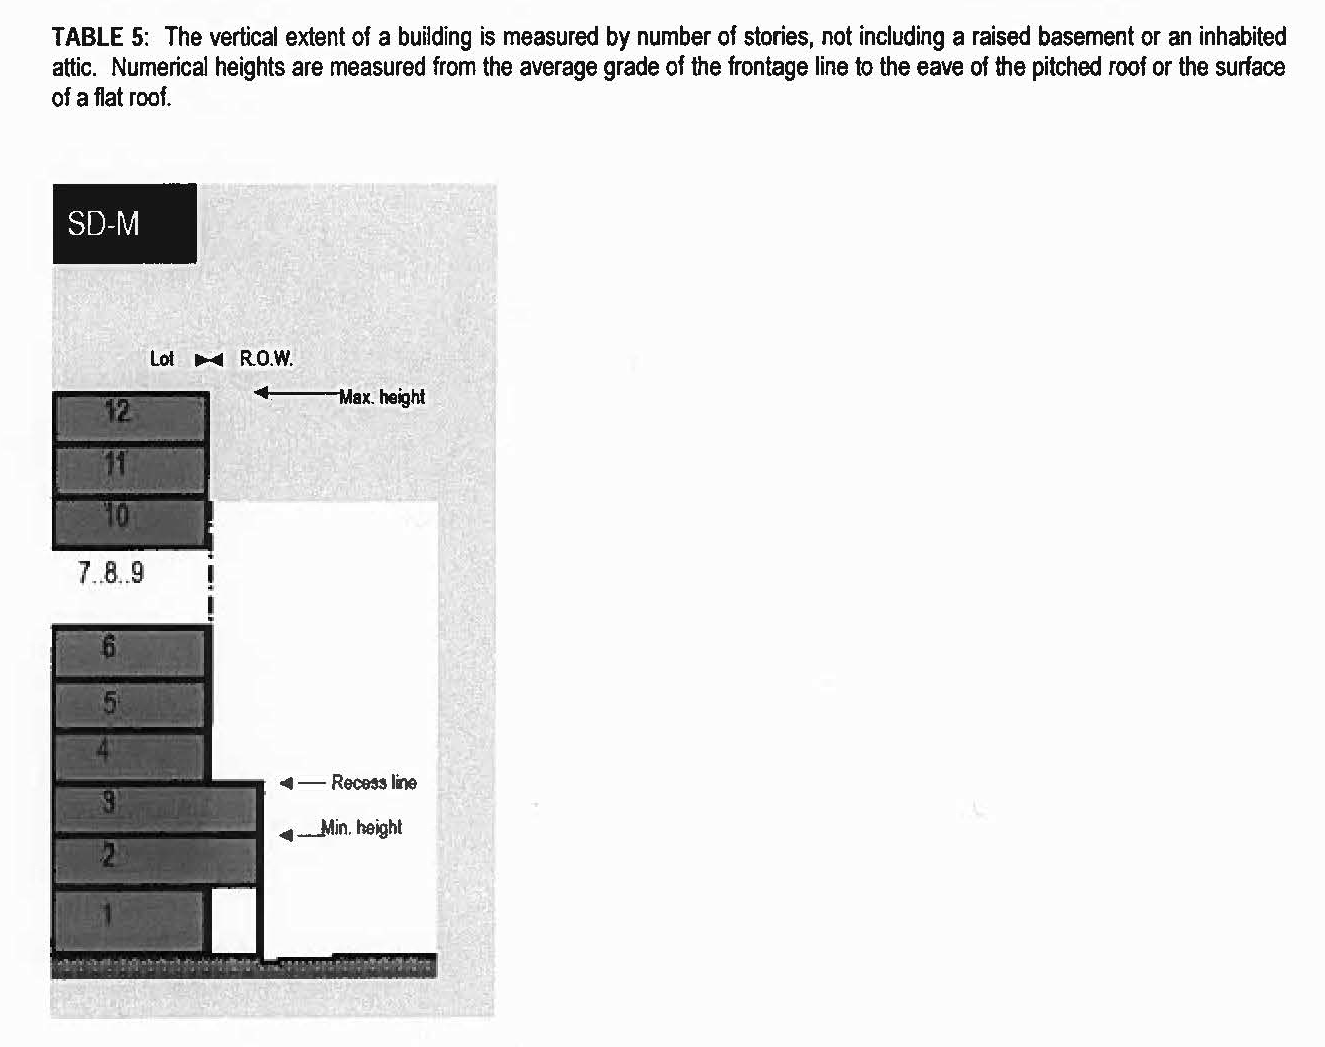 TABLE 5: The vertical extent of a building is measured by number of stories, not including a raised basement or an inhabited
attic. Numerical heights are measured from the average grade of the frontage line to the eave of the pitched roof or the surface
of a flat roof.
SD-M
Lot R.O.W.
Max. height
12
11
10
7..8..9
6
5
4
Recess line
3
Min. height
2
1